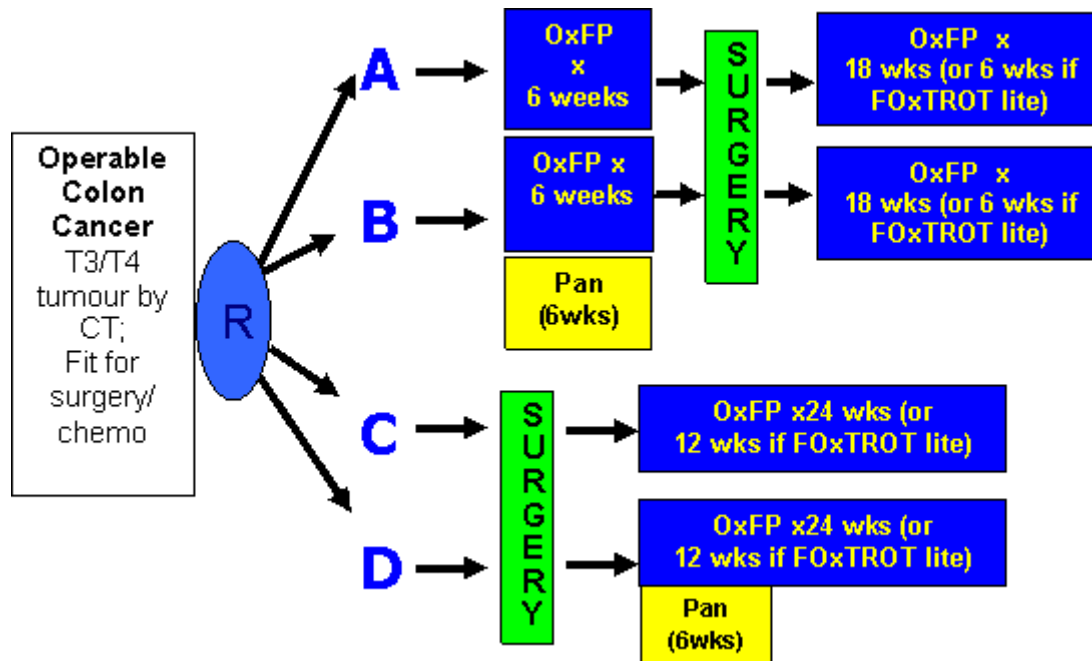 Operable
Colon
Cancer
T3/T4
tumour by
CT;
Fit for
surgery/
chemo
R
A
OxFP
x
6 weeks
B
OxFP x
6 weeks
Pan
(6wks)
SURGERY
OxFP x
18 wks (or 6 wks if
FOxTROT lite)
OxFP x
18 wks (or 6 wks if
FOxTROT lite)
C
D
SURGERY
OxFP x24 wks (or
12 wks if FOxTROT lite)
OxFP x24 wks (or
12 wks if FOxTROT lite)
Pan
(6wks)